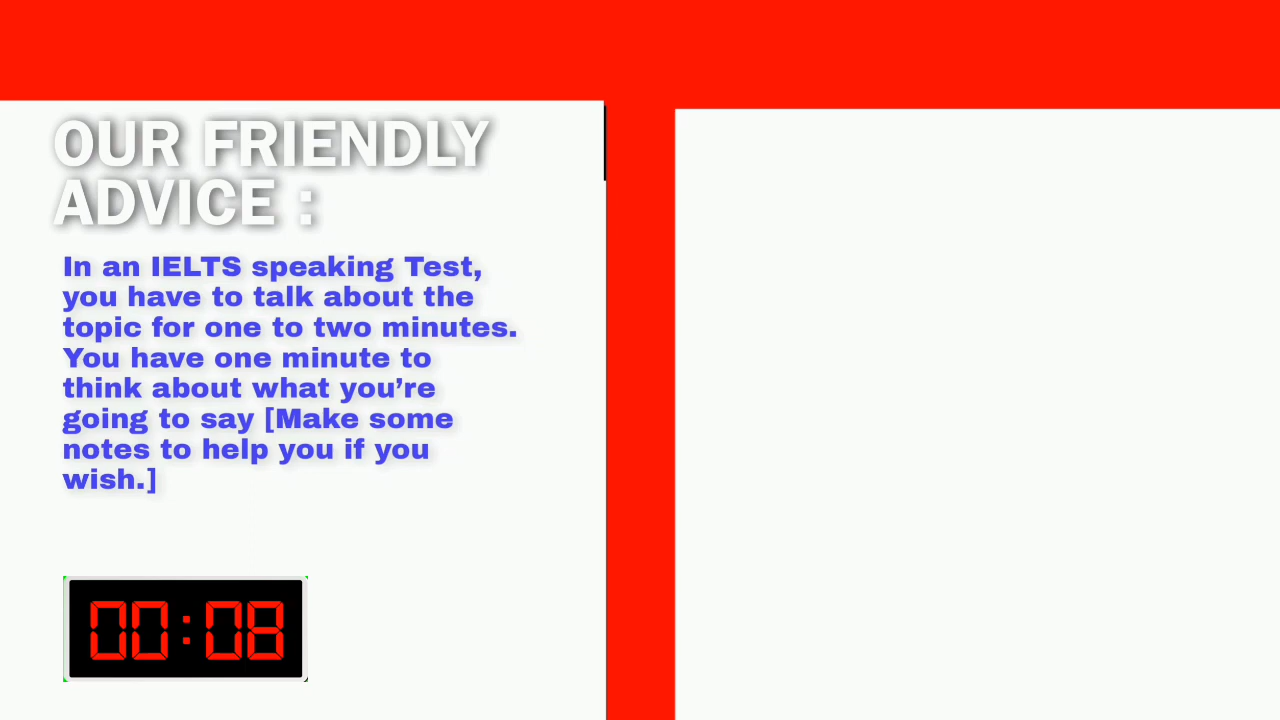 OUR FRIENDLY
ADVICE :
In an IELTS speaking Test,
you have to talk about the
topic for one to two minutes.
You have one minute to
think about what you’re
going to say [Make some
notes to help you if you
wish.]
00:08